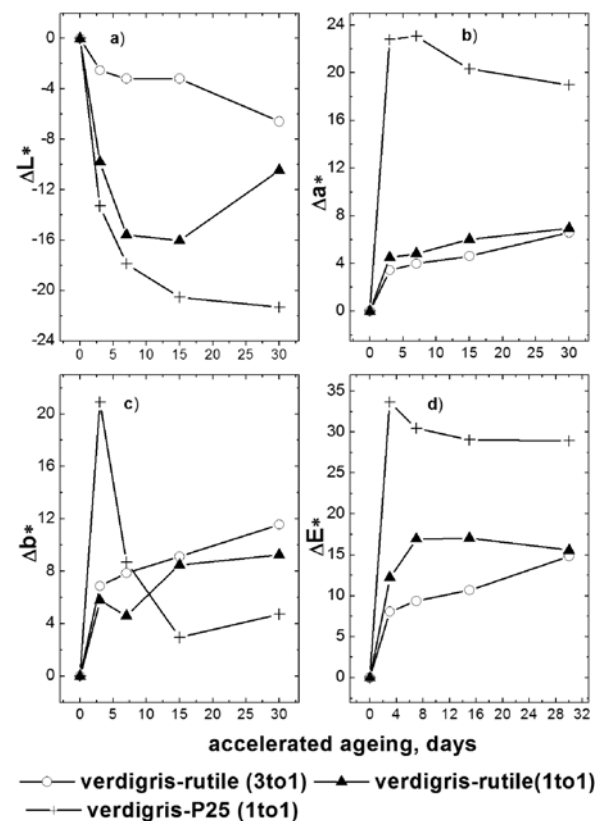 a)
ΔL*
0
-4
-8
-12
-16
-20
-24
0 5 10 15 20 25 30
b)
Δa*
24
20
16
12
8
4
0
0 5 10 15 20 25 30
c)
Δb*
20
16
12
8
4
0
0 5 10 15 20 25 30
d)
ΔE*
35
30
25
20
15
10
5
0
0 4 8 12 16 20 24 28 32
accelerated ageing, days
verdigris-rutile (3to1) verdigris-rutile(1to1)
verdigris-P25 (1to1)